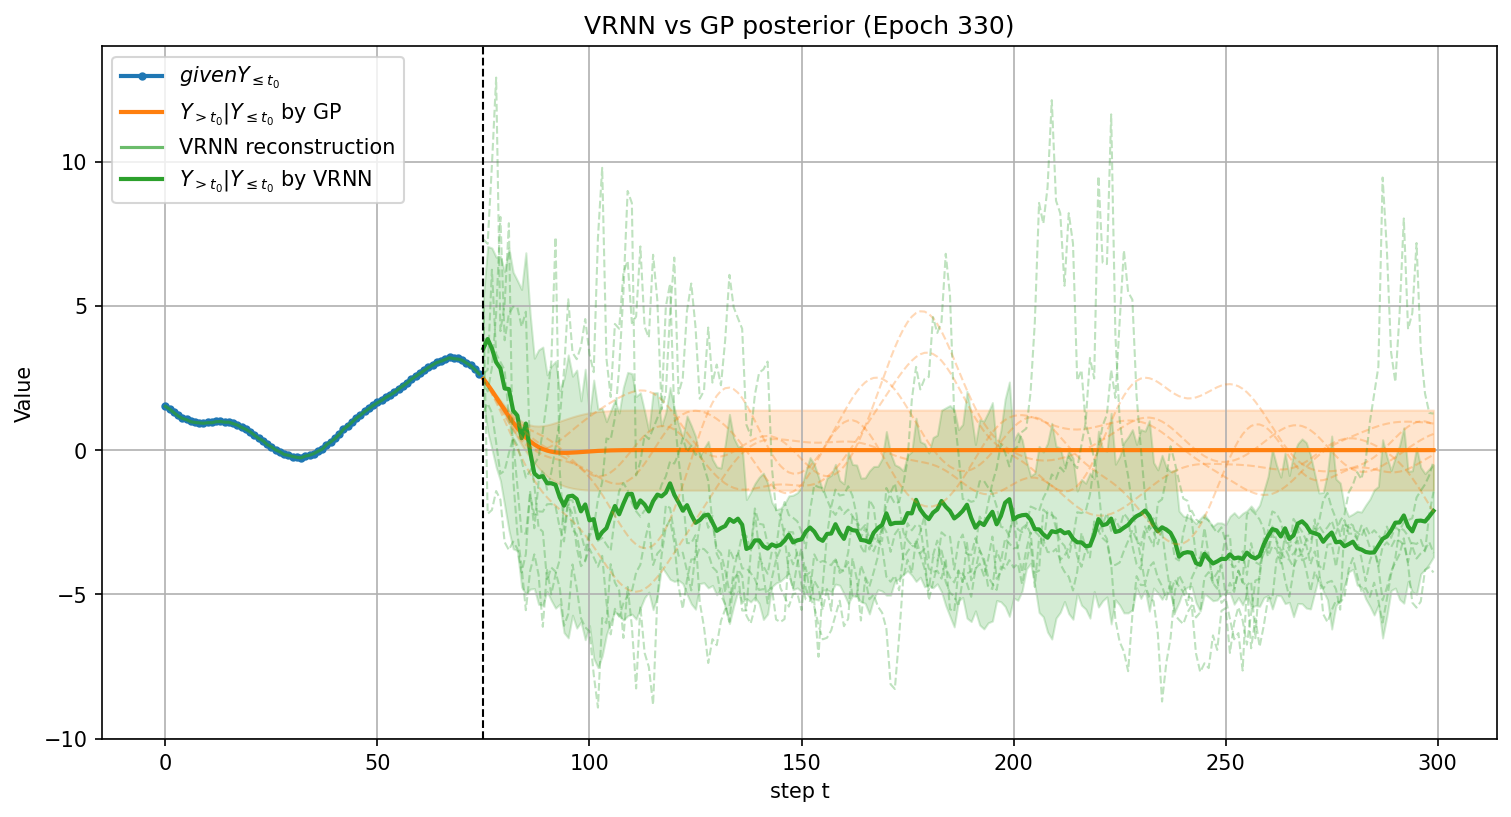 VRNN vs GP posterior (Epoch 330)
givenY≤t₀
Y>t₀|Y≤t₀ by GP
VRNN reconstruction
Y>t₀|Y≤t₀ by VRNN
Value
10
5
0
−5
−10
0 50 100 150 200 250 300
step t